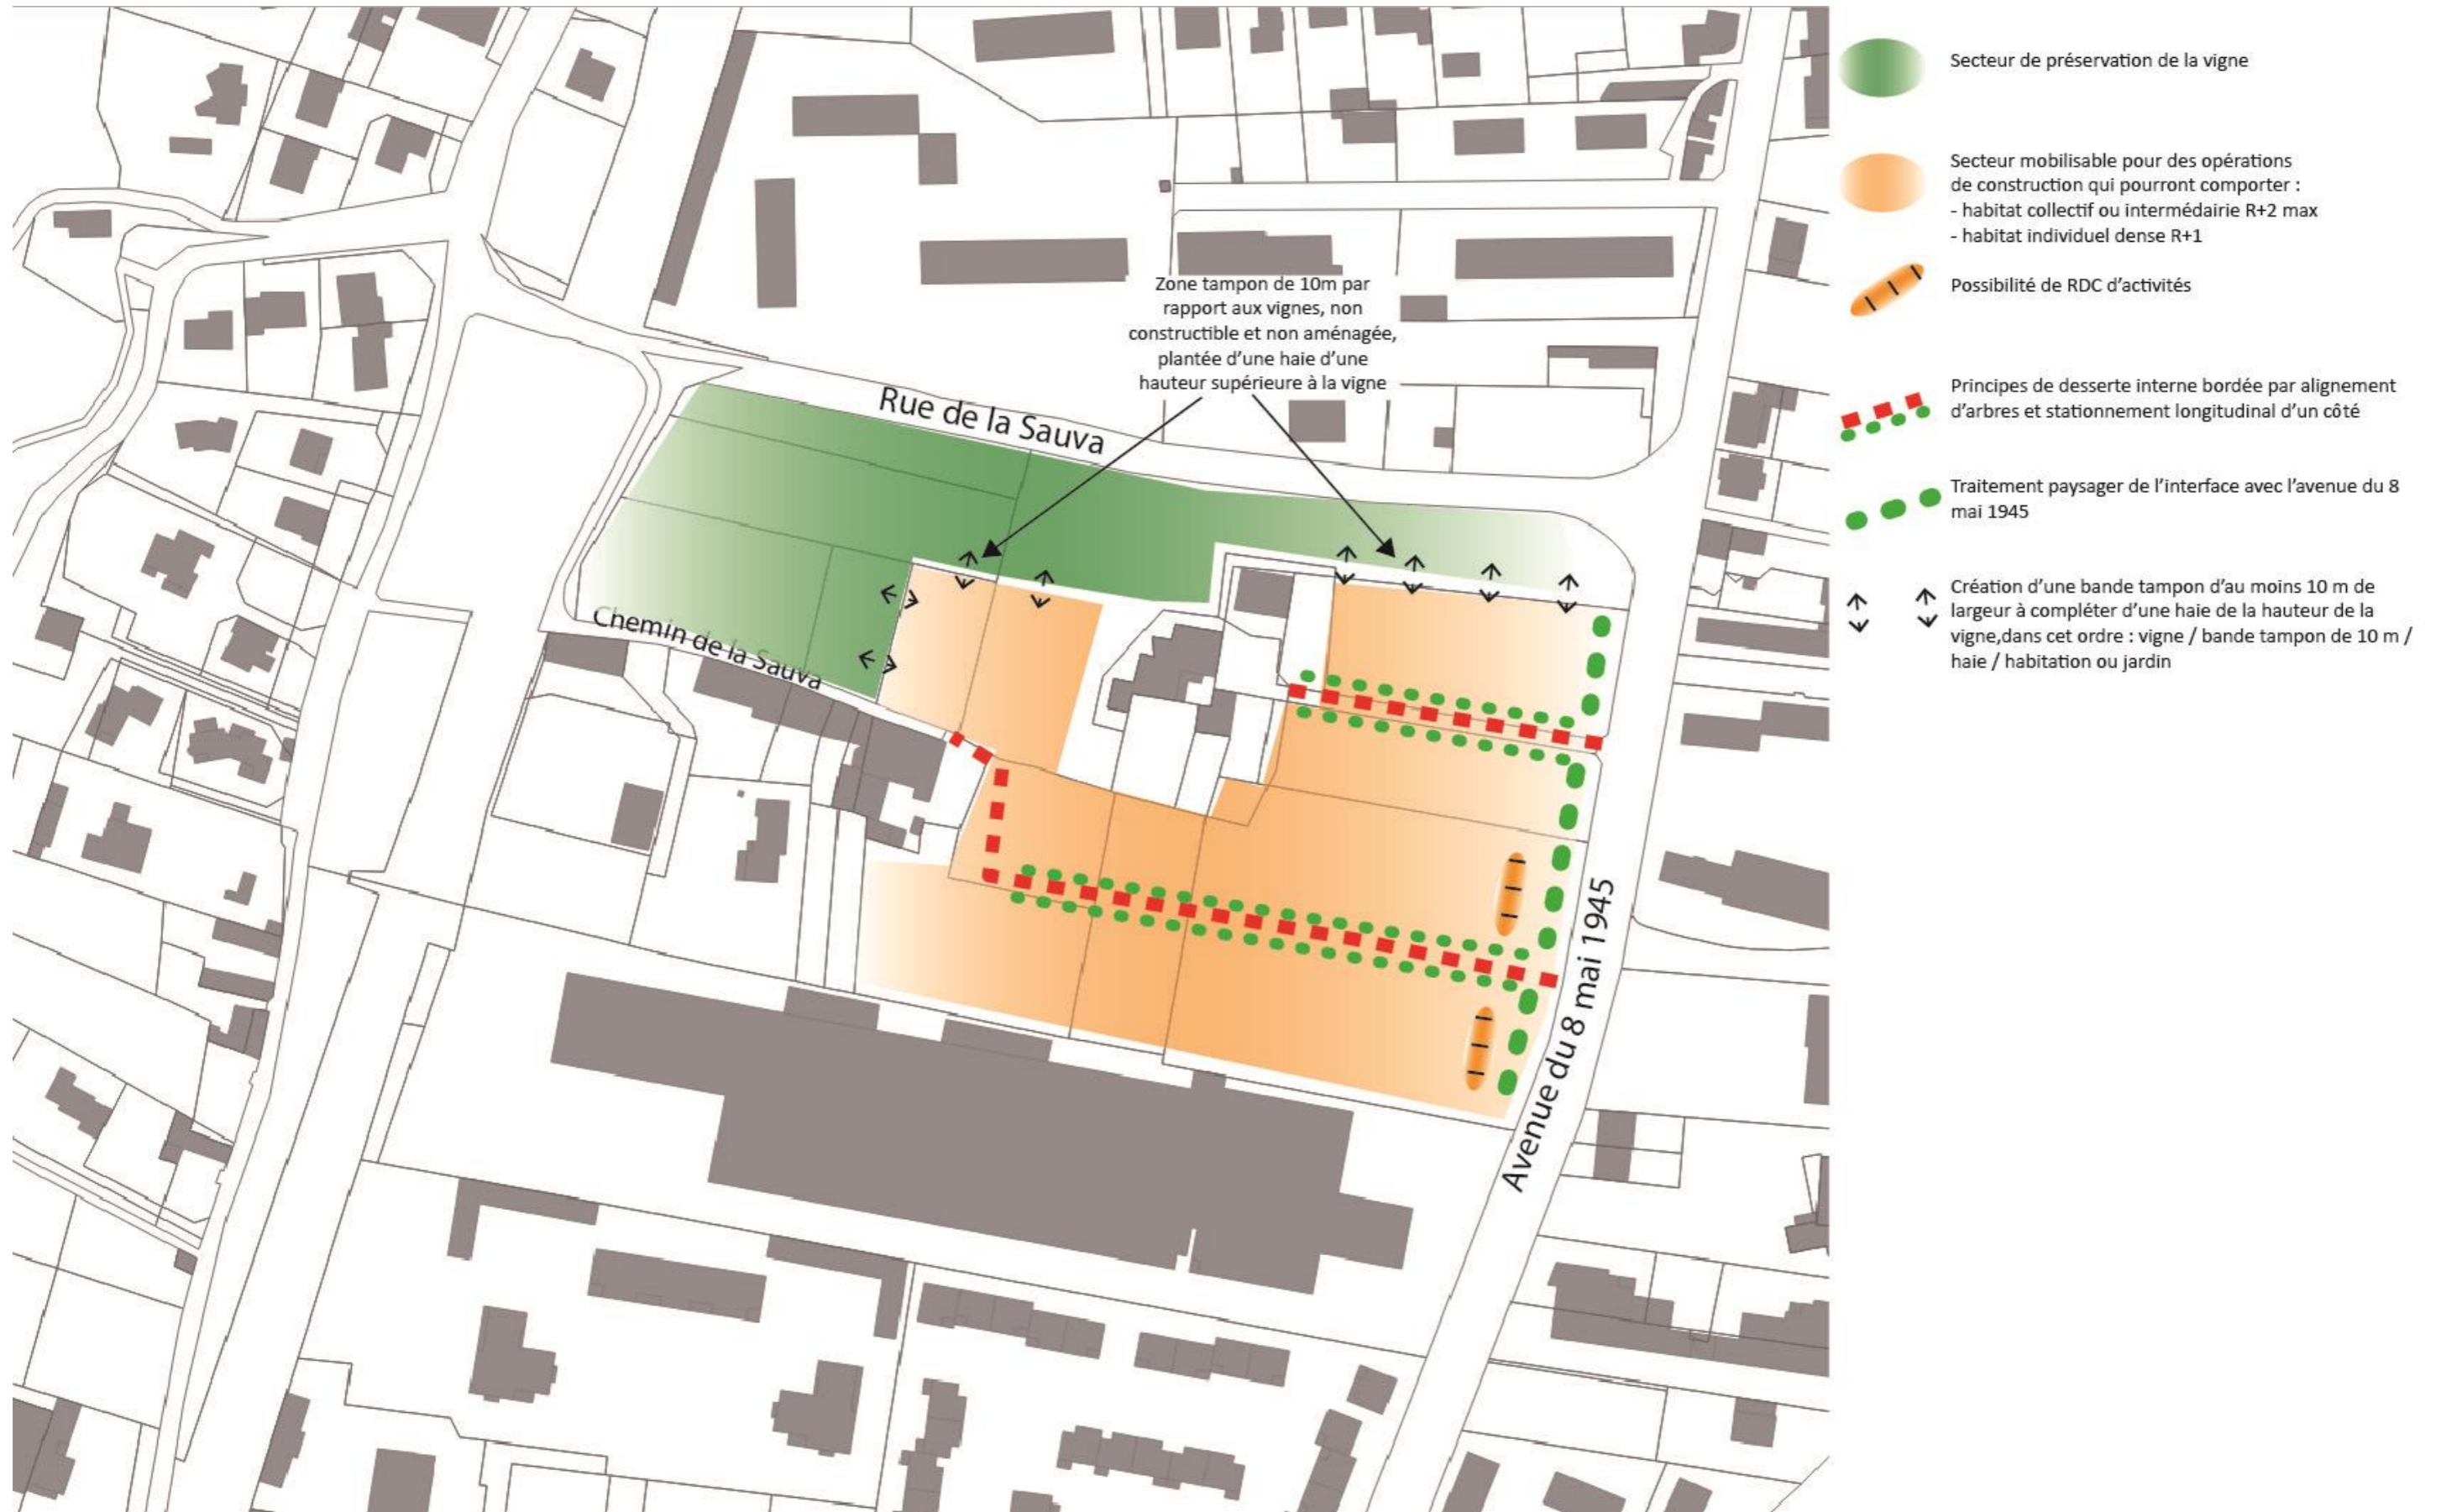 Zone tampon de 10m par
rapport aux vignes, non
constructible et non aménagée,
plantée d'une haie d'une
hauteur supérieure à la vigne
Rue de la Sauva
Chemin de la Sauva
Avenue du 8 mai 1945
Secteur de préservation de la vigne
Secteur mobilisable pour des opérations
de construction qui pourront comporter :
- habitat collectif ou intermédairie R+2 max
- habitat individuel dense R+1
Possibilité de RDC d'activités
Principes de desserte interne bordée par alignement
d'arbres et stationnement longitudinal d'un côté
Traitement paysager de l'interface avec l'avenue du 8
mai 1945
Création d'une bande tampon d'au moins 10 m de
largeur à compléter d'une haie de la hauteur de la
vigne,dans cet ordre : vigne / bande tampon de 10 m /
haie / habitation ou jardin